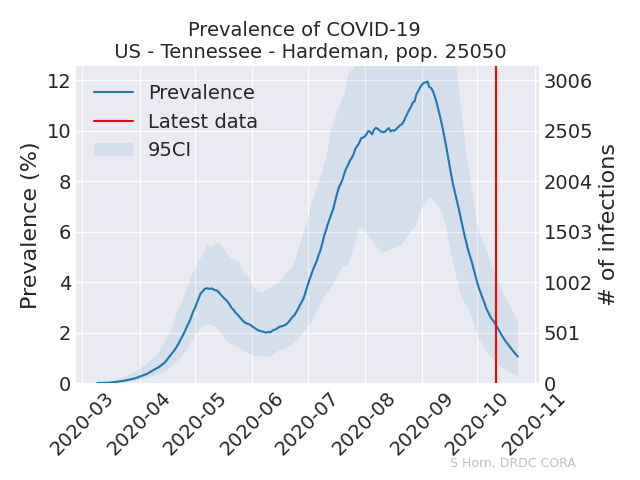 Prevalence of COVID-19
US - Tennessee - Hardeman, pop. 25050
Prevalence
Latest data
95CI
Prevalence (%)
12
10
8
6
4
2
0
3006
2505
2004
1503
1002
501
0
# of infections
2020-03
2020-04
2020-05
2020-06
2020-07
2020-08
2020-09
2020-10
2020-11
S Horn, DRDC CORA